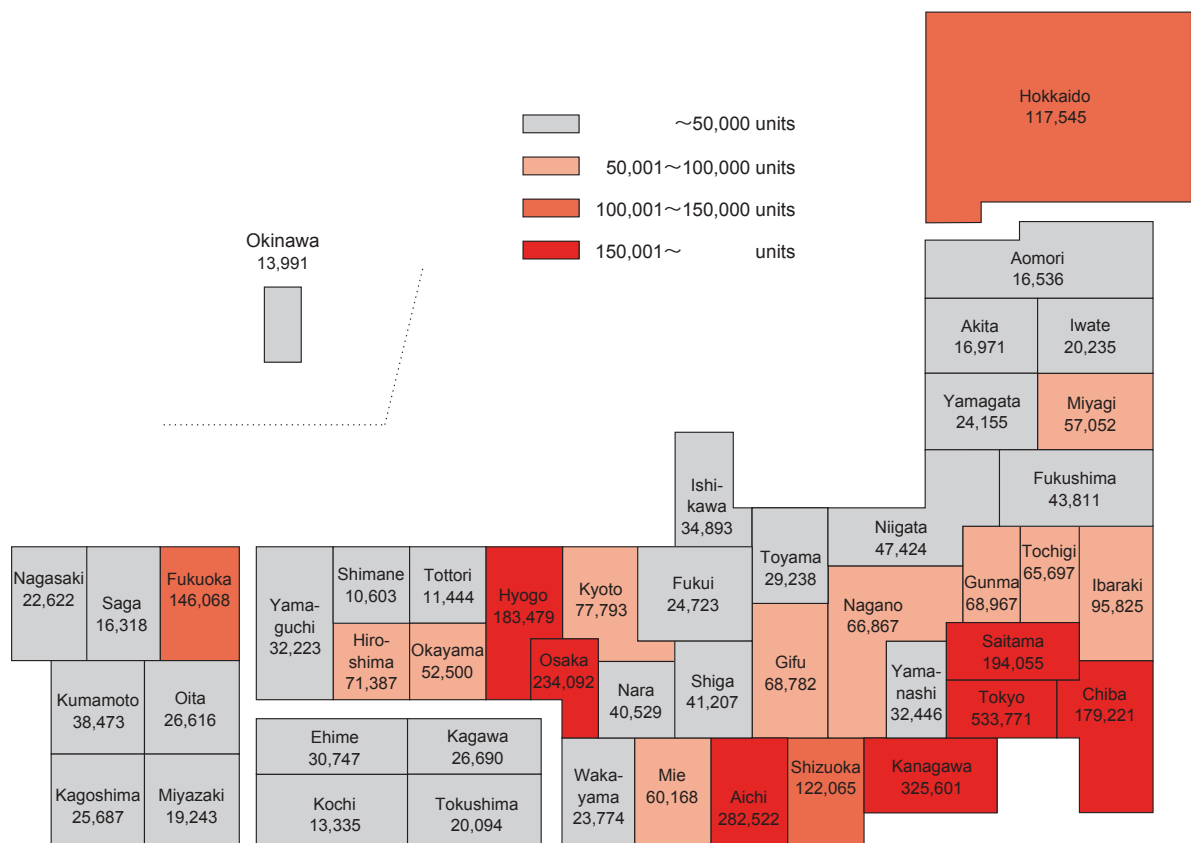 Hokkaido
117,545
～50,000 units
50,001～100,000 units
100,001～150,000 units
150,001～ units
Okinawa
13,991
Aomori
16,536
Akita
16,971
Iwate
20,235
Yamagata
24,155
Miyagi
57,052
Fukushima
43,811
Niigata
47,424
Ishi-
kawa
34,893
Toyama
29,238
Fukui
24,723
Gunma
68,967
Tochigi
65,697
Ibaraki
95,825
Nagano
66,867
Gifu
68,782
Yama-
nashi
32,446
Saitama
194,055
Tokyo
533,771
Chiba
179,221
Kanagawa
325,601
Shizuoka
122,065
Aichi
282,522
Mie
60,168
Waka-
yama
23,774
Shiga
41,207
Nara
40,529
Kyoto
77,793
Osaka
234,092
Hyogo
183,479
Tottori
11,444
Okayama
52,500
Shimane
10,603
Hiro-
shima
71,387
Yama-
guchi
32,223
Ehime
30,747
Kagawa
26,690
Kochi
13,335
Tokushima
20,094
Nagasaki
22,622
Saga
16,318
Fukuoka
146,068
Kumamoto
38,473
Oita
26,616
Kagoshima
25,687
Miyazaki
19,243